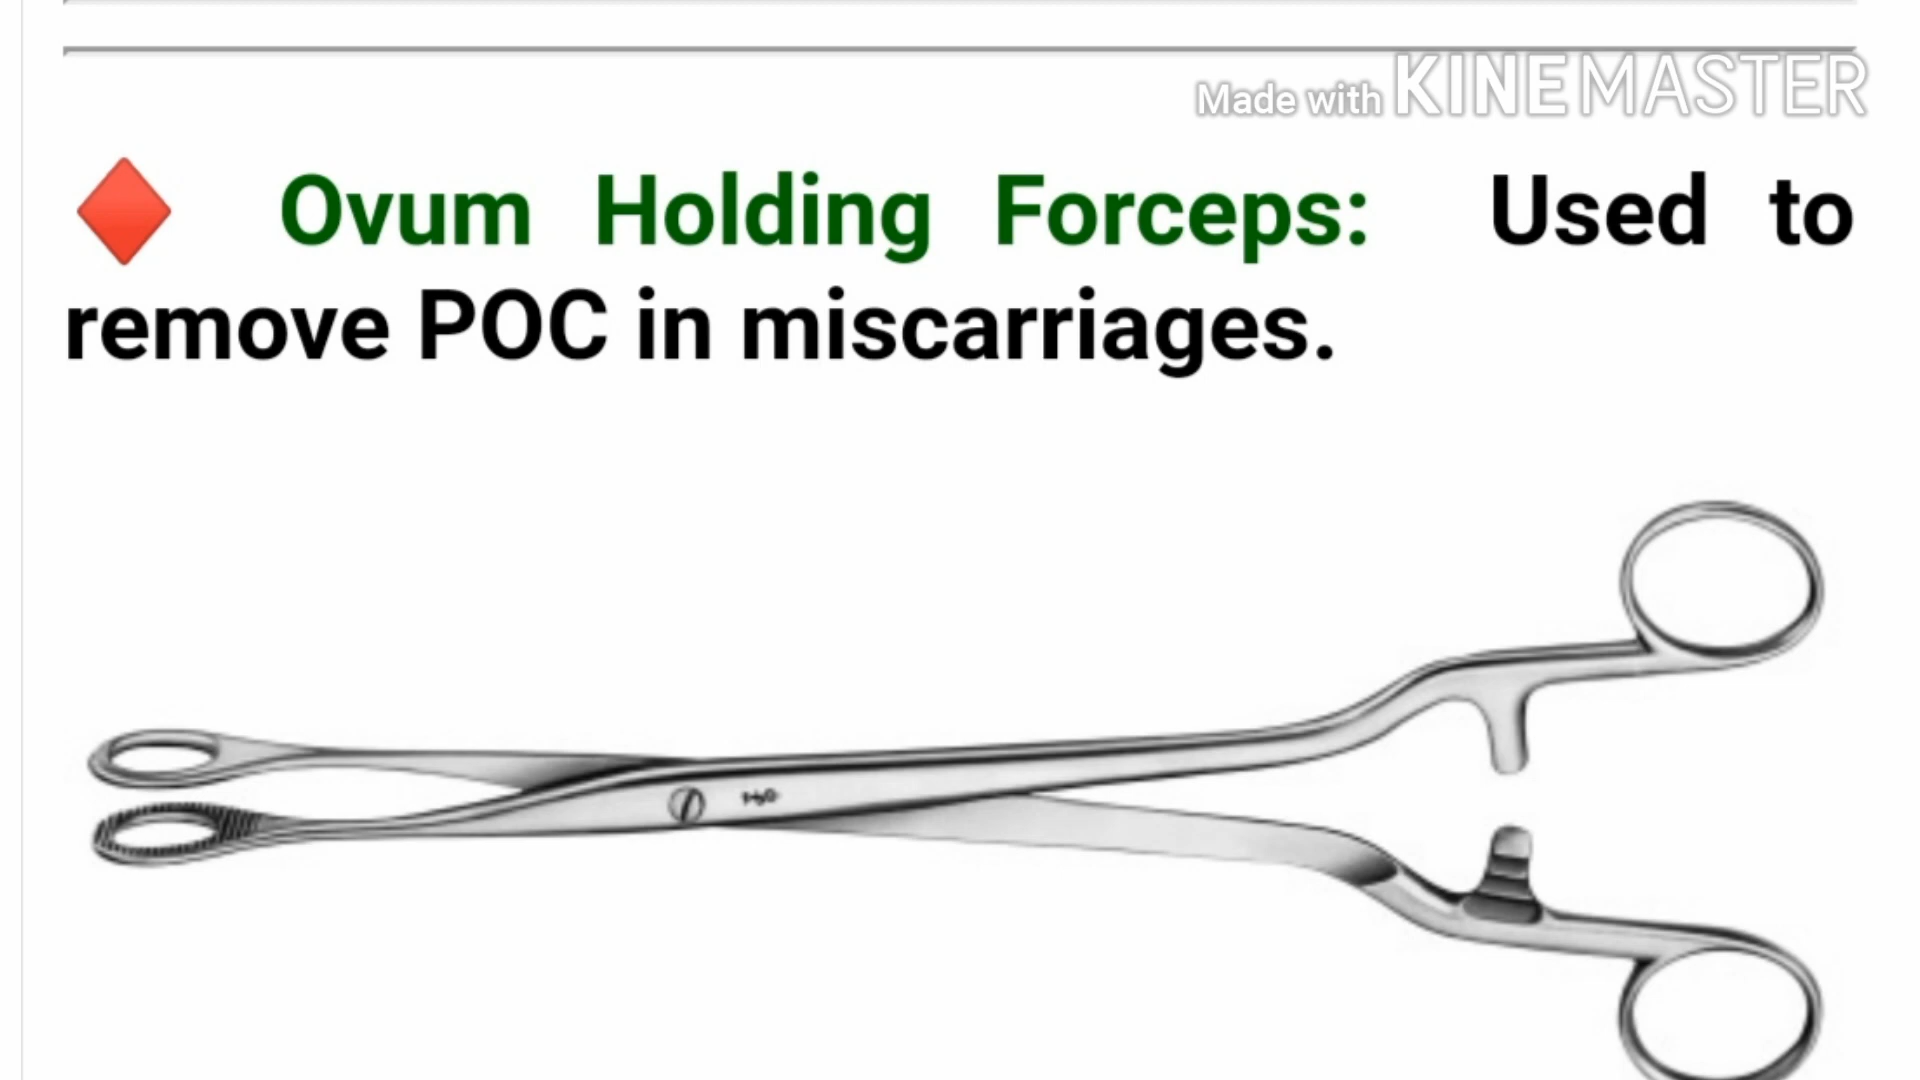 Made with KINEMASTER
♦ Ovum Holding Forceps: Used to
remove POC in miscarriages.